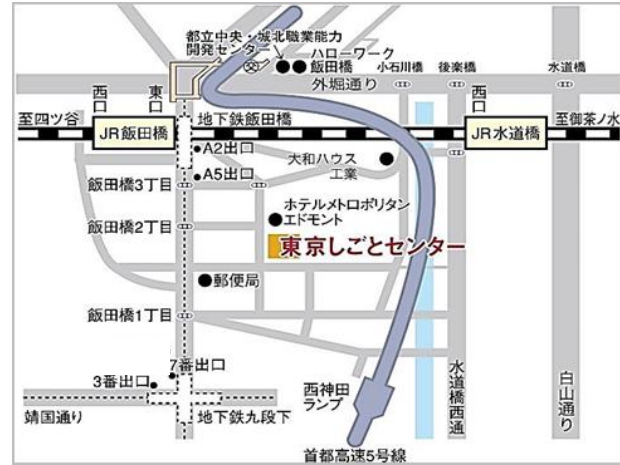 都立中央・城北職業能力
開発センター
ハローワーク
飯田橋
小石川橋
後楽橋
水道橋
外堀通り
西口
東口
西口
至四ツ谷
地下鉄飯田橋
至御茶ノ水
JR飯田橋
JR水道橋
A2出口
大和ハウス
工業
A5出口
飯田橋3丁目
ホテルメトロポリタン
エドモント
飯田橋2丁目
東京しごとセンター
郵便局
飯田橋1丁目
7番出口
3番出口
西神田
ランプ
水道橋西通
白山通り
靖国通り
地下鉄九段下
首都高速5号線